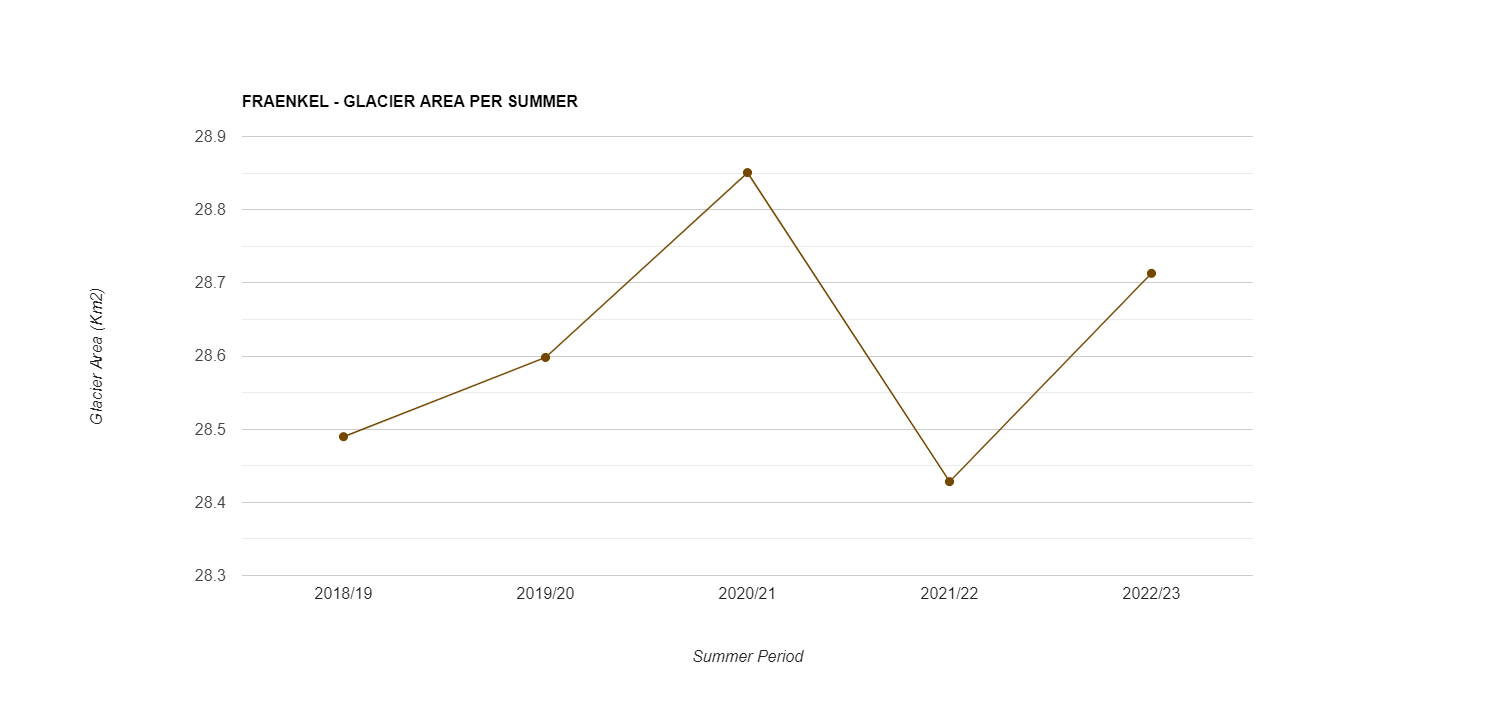 FRAENKEL - GLACIER AREA PER SUMMER
28.9
28.8
28.7
28.6
28.5
28.4
28.3
Glacier Area (Km2)
2018/19 2019/20 2020/21 2021/22 2022/23
Summer Period